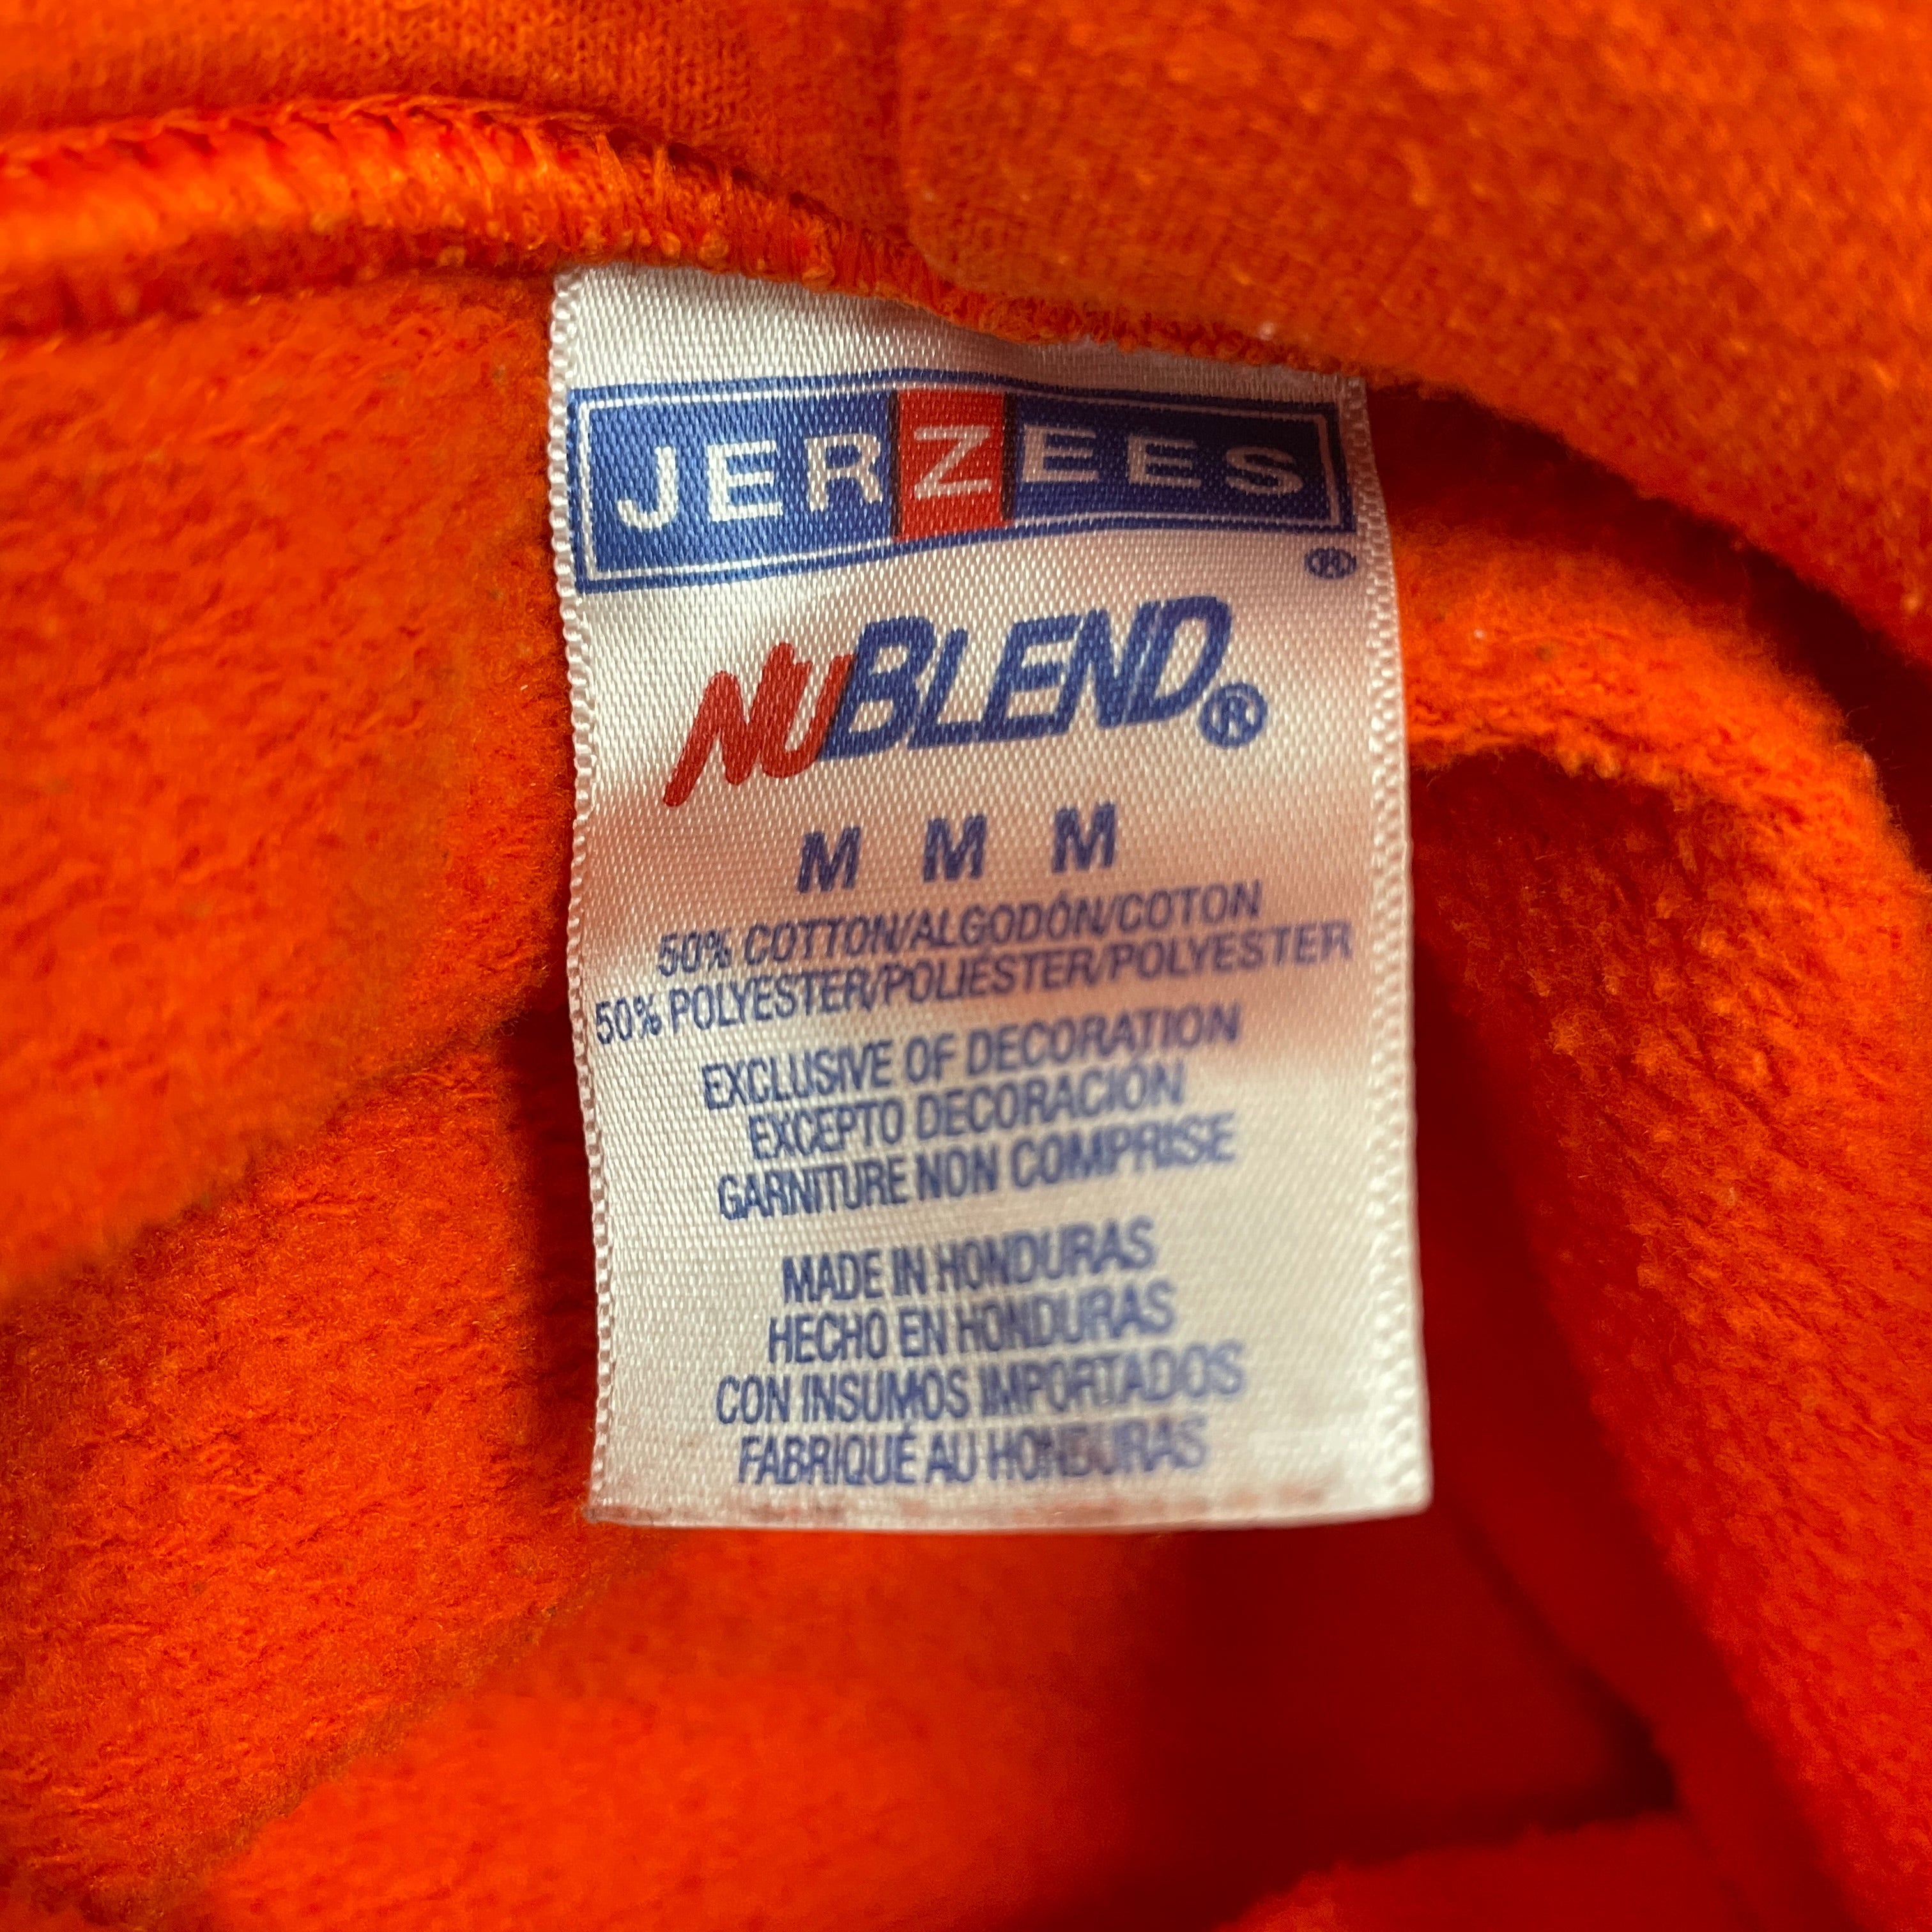 JERZEES
®
NUBLEND®
M M M
50% COTTON/ALGODÓN/COTON
50% POLYESTER/POLIÉSTER/POLYESTER
EXCLUSIVE OF DECORATION
EXCEPTO DECORACIÓN
GARNITURE NON COMPRISE
MADE IN HONDURAS
HECHO EN HONDURAS
CON INSUMOS IMPORTADOS
FABRIQUÉ AU HONDURAS